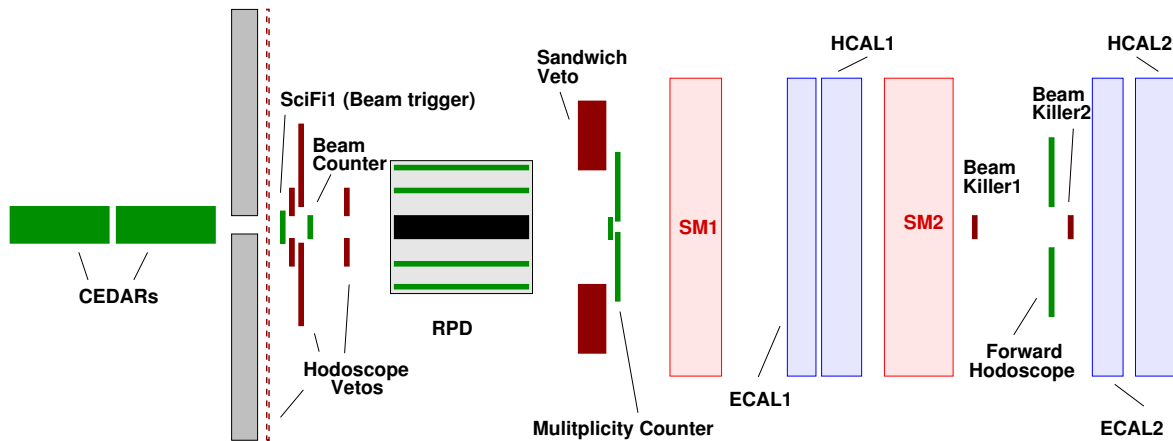 HCAL1
HCAL2
Sandwich
Veto
SciFi1 (Beam trigger)
Beam
Killer2
Beam
Counter
Beam
Killer1
SM1
SM2
CEDARs
RPD
Hodoscope
Vetos
Forward
Hodoscope
ECAL1
Mulitplicity Counter
ECAL2